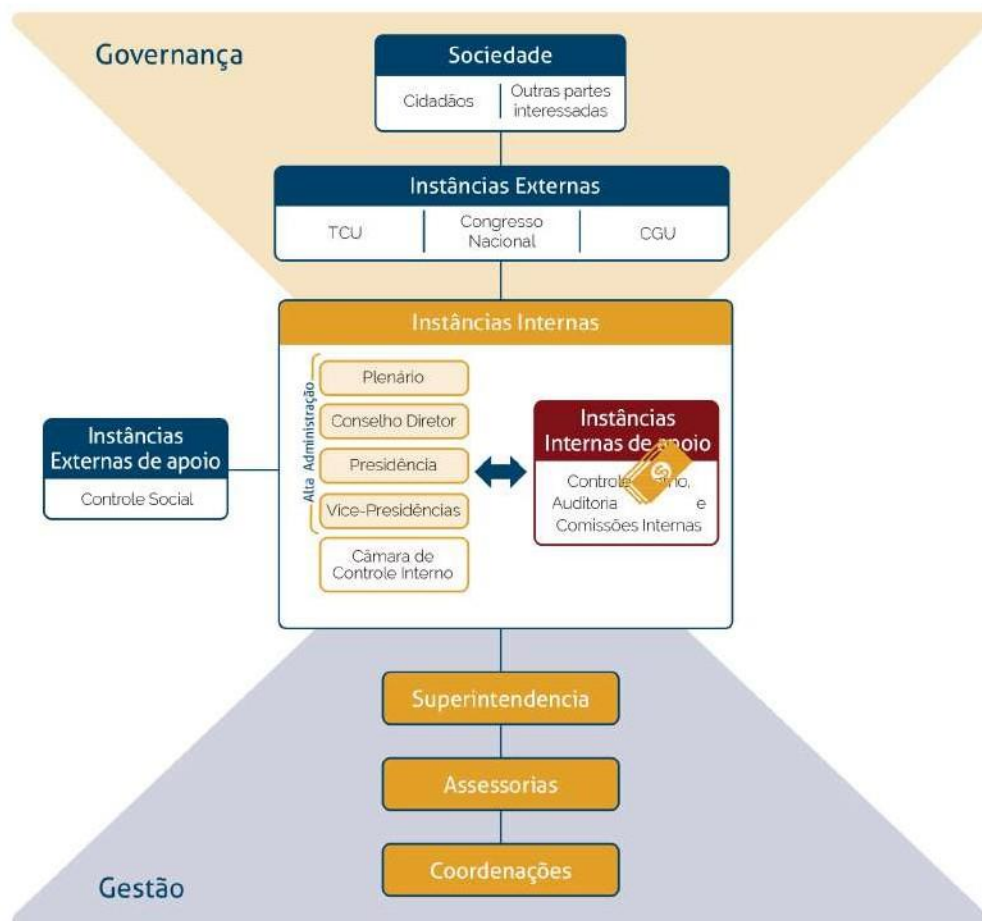 Governança
Sociedade
Cidadãos
Outras partes
interessadas
Instâncias Externas
TCU
Congresso
Nacional
CGU
Instâncias Internas
Alta Administração
Plenário
Conselho Diretor
Presidência
Vice-Presidências
Câmara de
Controle Interno
Instâncias
Internas de apoio
Auditoria e
Comissões Internas
Instâncias
Externas de apoio
Controle Social
Superintendencia
Assessorias
Coordenações
Gestão